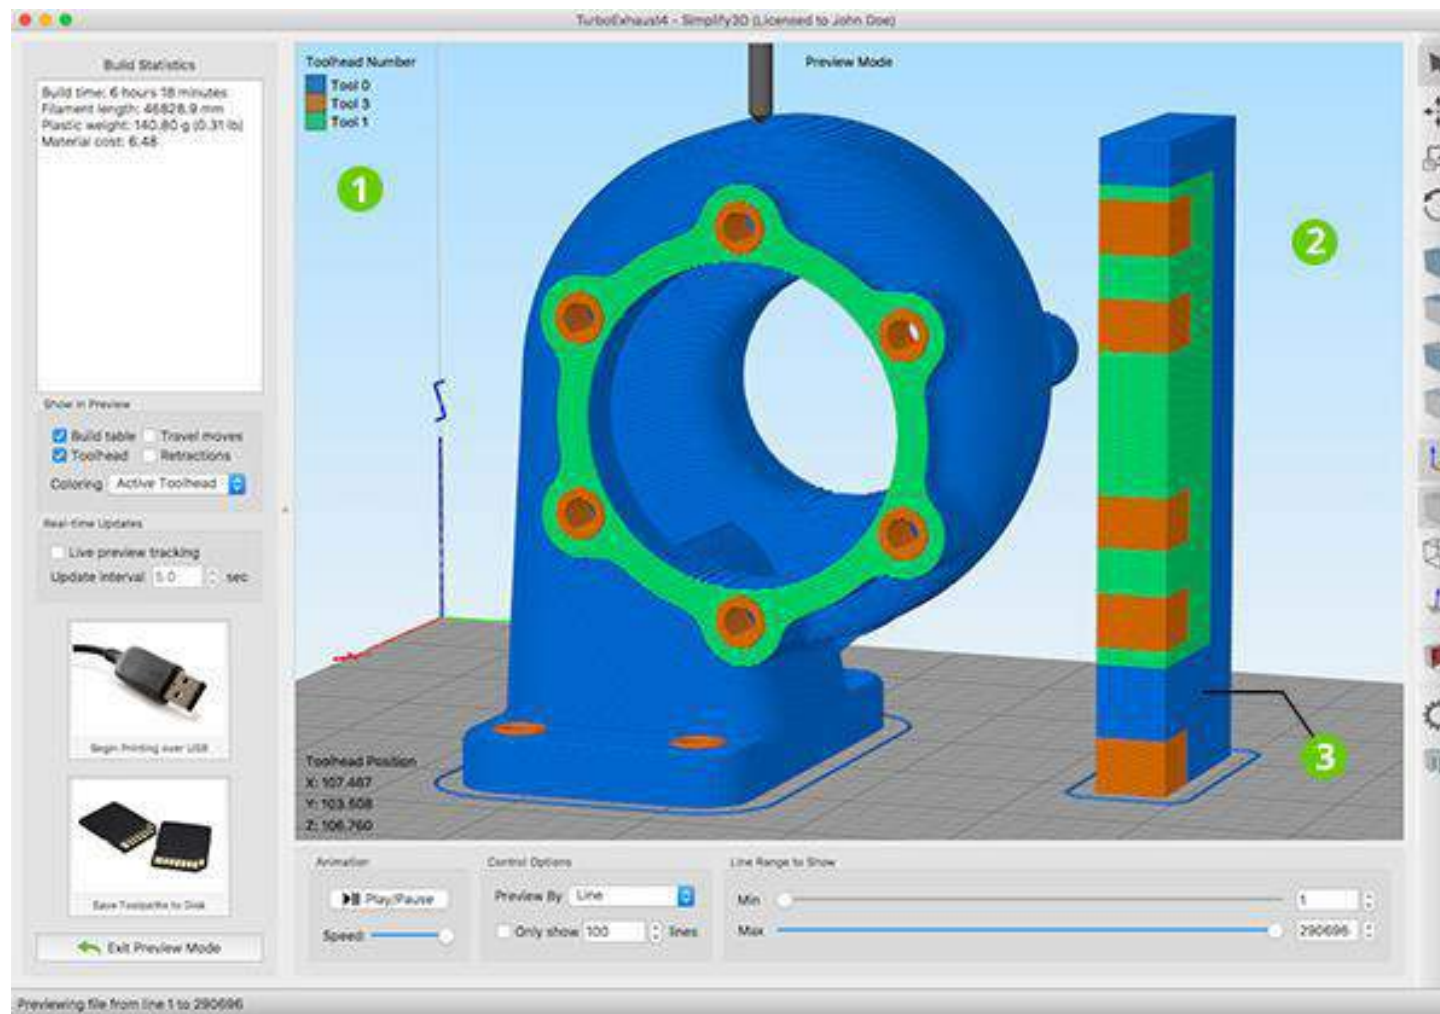 TurboExhaust4 - Simplify3D (Licensed to John Doe)
Build Statistics
Build time: 6 hours 18 minutes
Filament length: 46828.9 mm
Plastic weight: 140.80 g (0.31 lb)
Material cost: 6.48
Show in Preview
Build table
Travel moves
Toolhead
Retractions
Coloring Active Toolhead
Real-time Updates
Live preview tracking
Update interval 5.0 sec
Begin Printing over USB
Save Toolpaths to Disk
Exit Preview Mode
Toolhead Number
Tool 0
Tool 3
Tool 1
Preview Mode
1
2
3
Toolhead Position
X: 107.467
Y: 103.508
Z: 106.760
Animation
Play/Pause
Speed:
Control Options
Preview By Line
Only show 100 lines
Line Range to Show
Min 1
Max 290696
Previewing file from line 1 to 290696